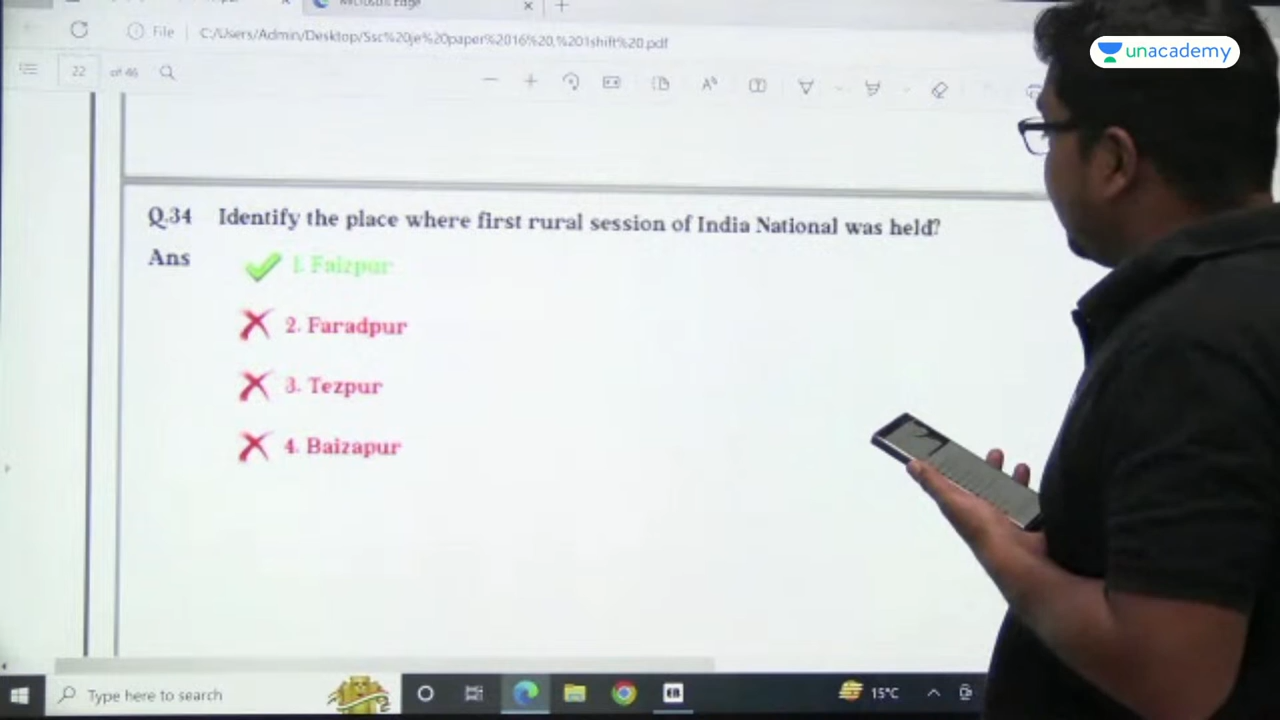 unacademy
File C:/Users/Admin/Desktop/Ssc%20je%20paper%2016%20,%201shift%20.pdf
22 of 46
Q.34 Identify the place where first rural session of India National was held?
Ans 1. Faizpur
2. Faradpur
3. Tezpur
4. Baizapur
Type here to search
15°C